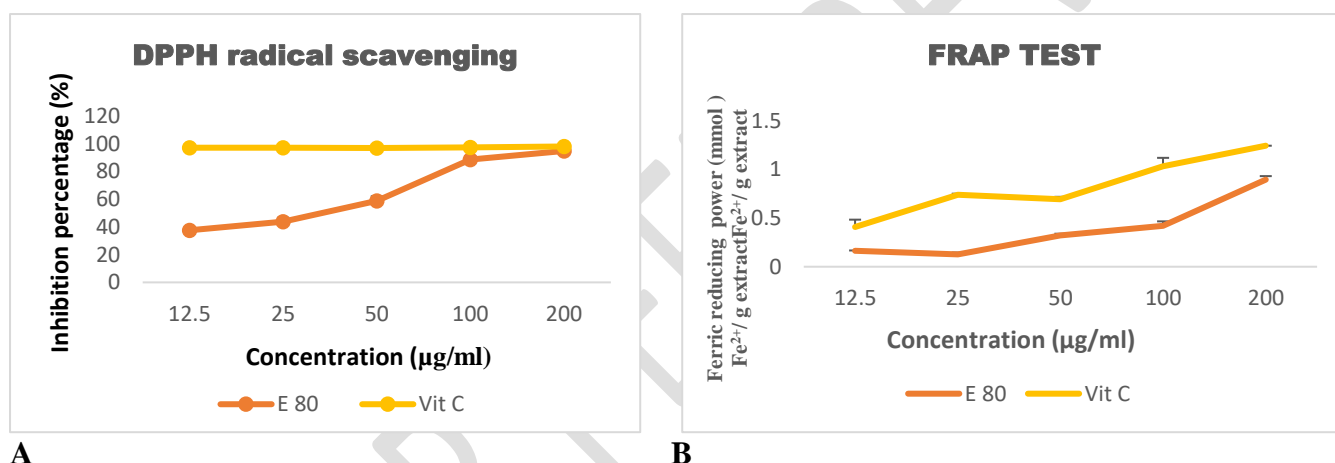 DPPH radical scavenging
Inhibition percentage (%)
120
100
80
60
40
20
0
12.5 25 50 100 200
Concentration (µg/ml)
E 80 Vit C
A
FRAP TEST
Ferric reducing power (mmol )
Fe²⁺/ g extractFe²⁺/ g extract
1.5
1
0.5
0
12.5 25 50 100 200
Concentration (µg/ml)
E 80 Vit C
B